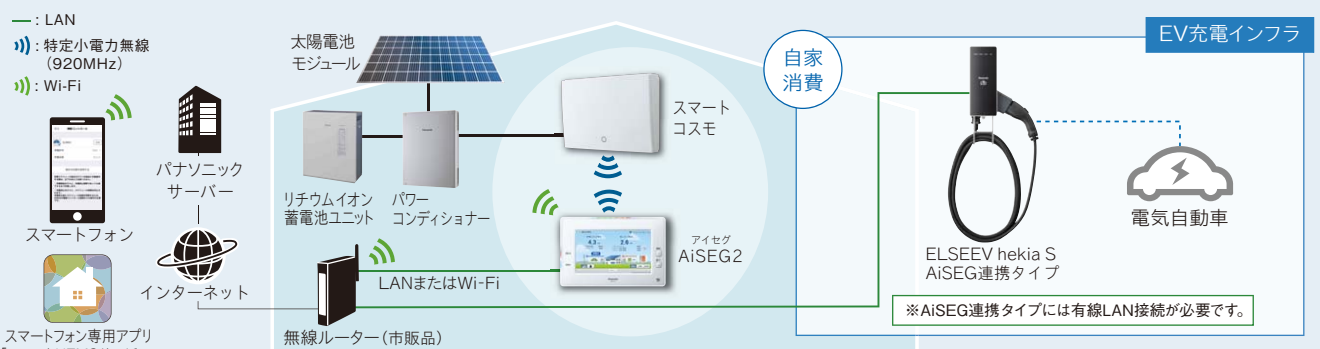 : LAN
: 特定小電力無線
（920MHz）
: Wi-Fi
スマートフォン
スマートフォン専用アプリ
パナソニック
サーバー
インターネット
太陽電池
モジュール
リチウムイオン
蓄電池ユニット
パワー
コンディショナー
スマート
コスモ
アイセグ
AiSEG2
LANまたはWi-Fi
無線ルーター（市販品）
自家
消費
EV充電インフラ
ELSEEV hekia S
AiSEG連携タイプ
電気自動車
※AiSEG連携タイプには有線LAN接続が必要です。